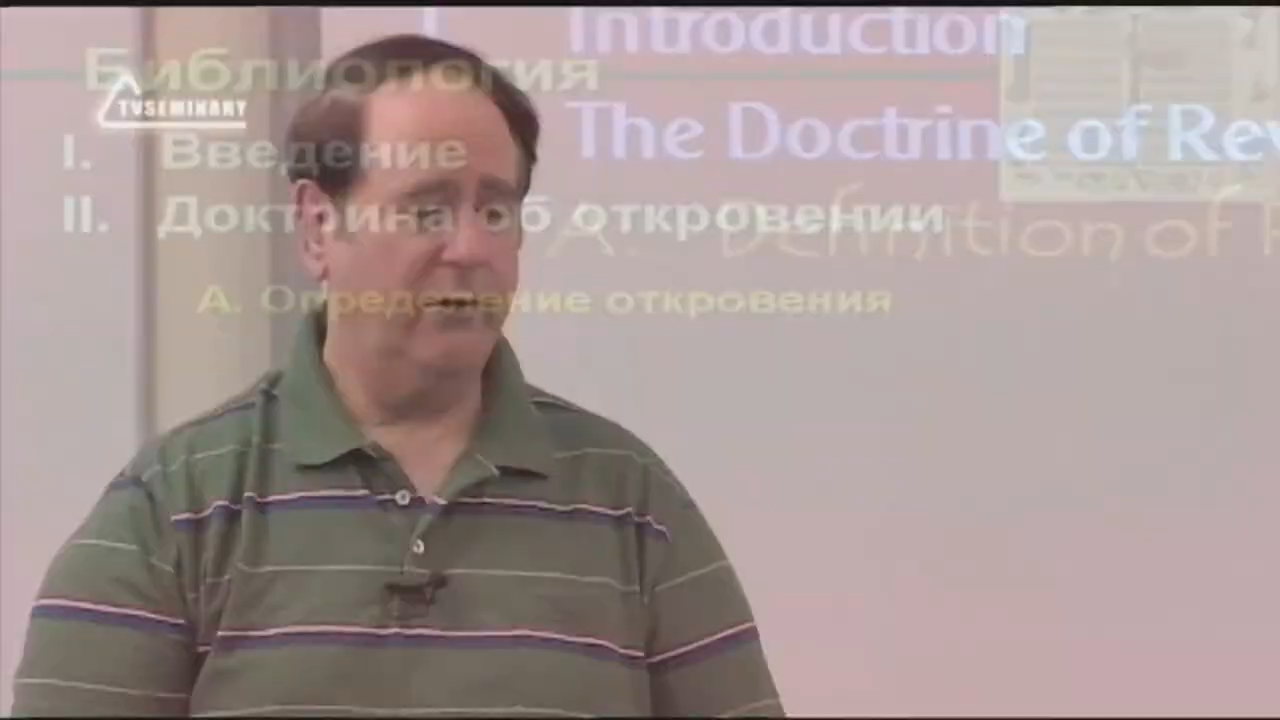 Библиология
TVSEMINARY
I. Введение
II. Доктрина об откровении
А. Определение откровения
I Introduction
The Doctrine of Rev
A. Definition of R